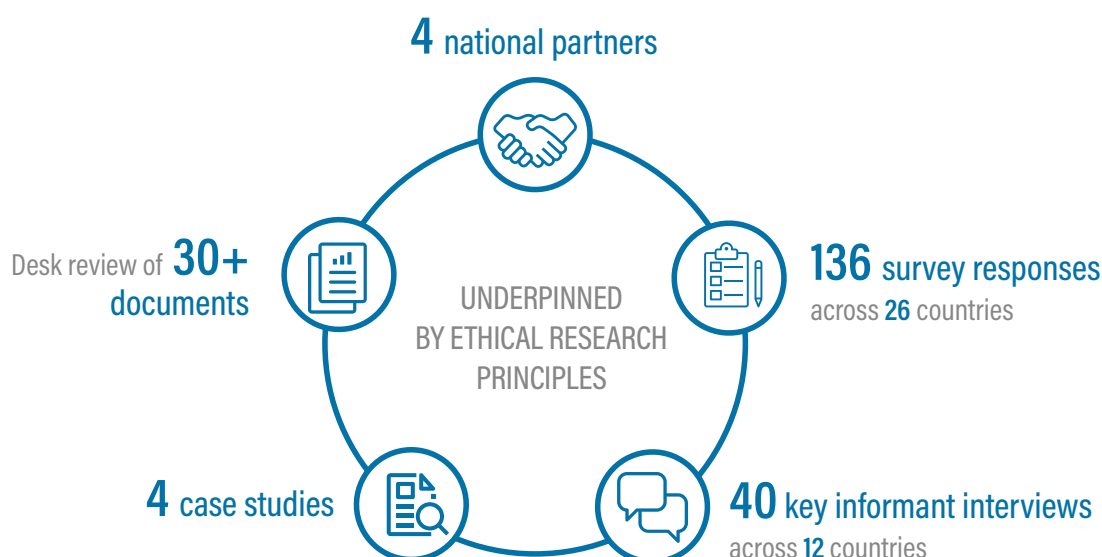 4 national partners
136 survey responses
across 26 countries
40 key informant interviews
across 12 countries
4 case studies
Desk review of 30+
documents
UNDERPINNED
BY ETHICAL RESEARCH
PRINCIPLES